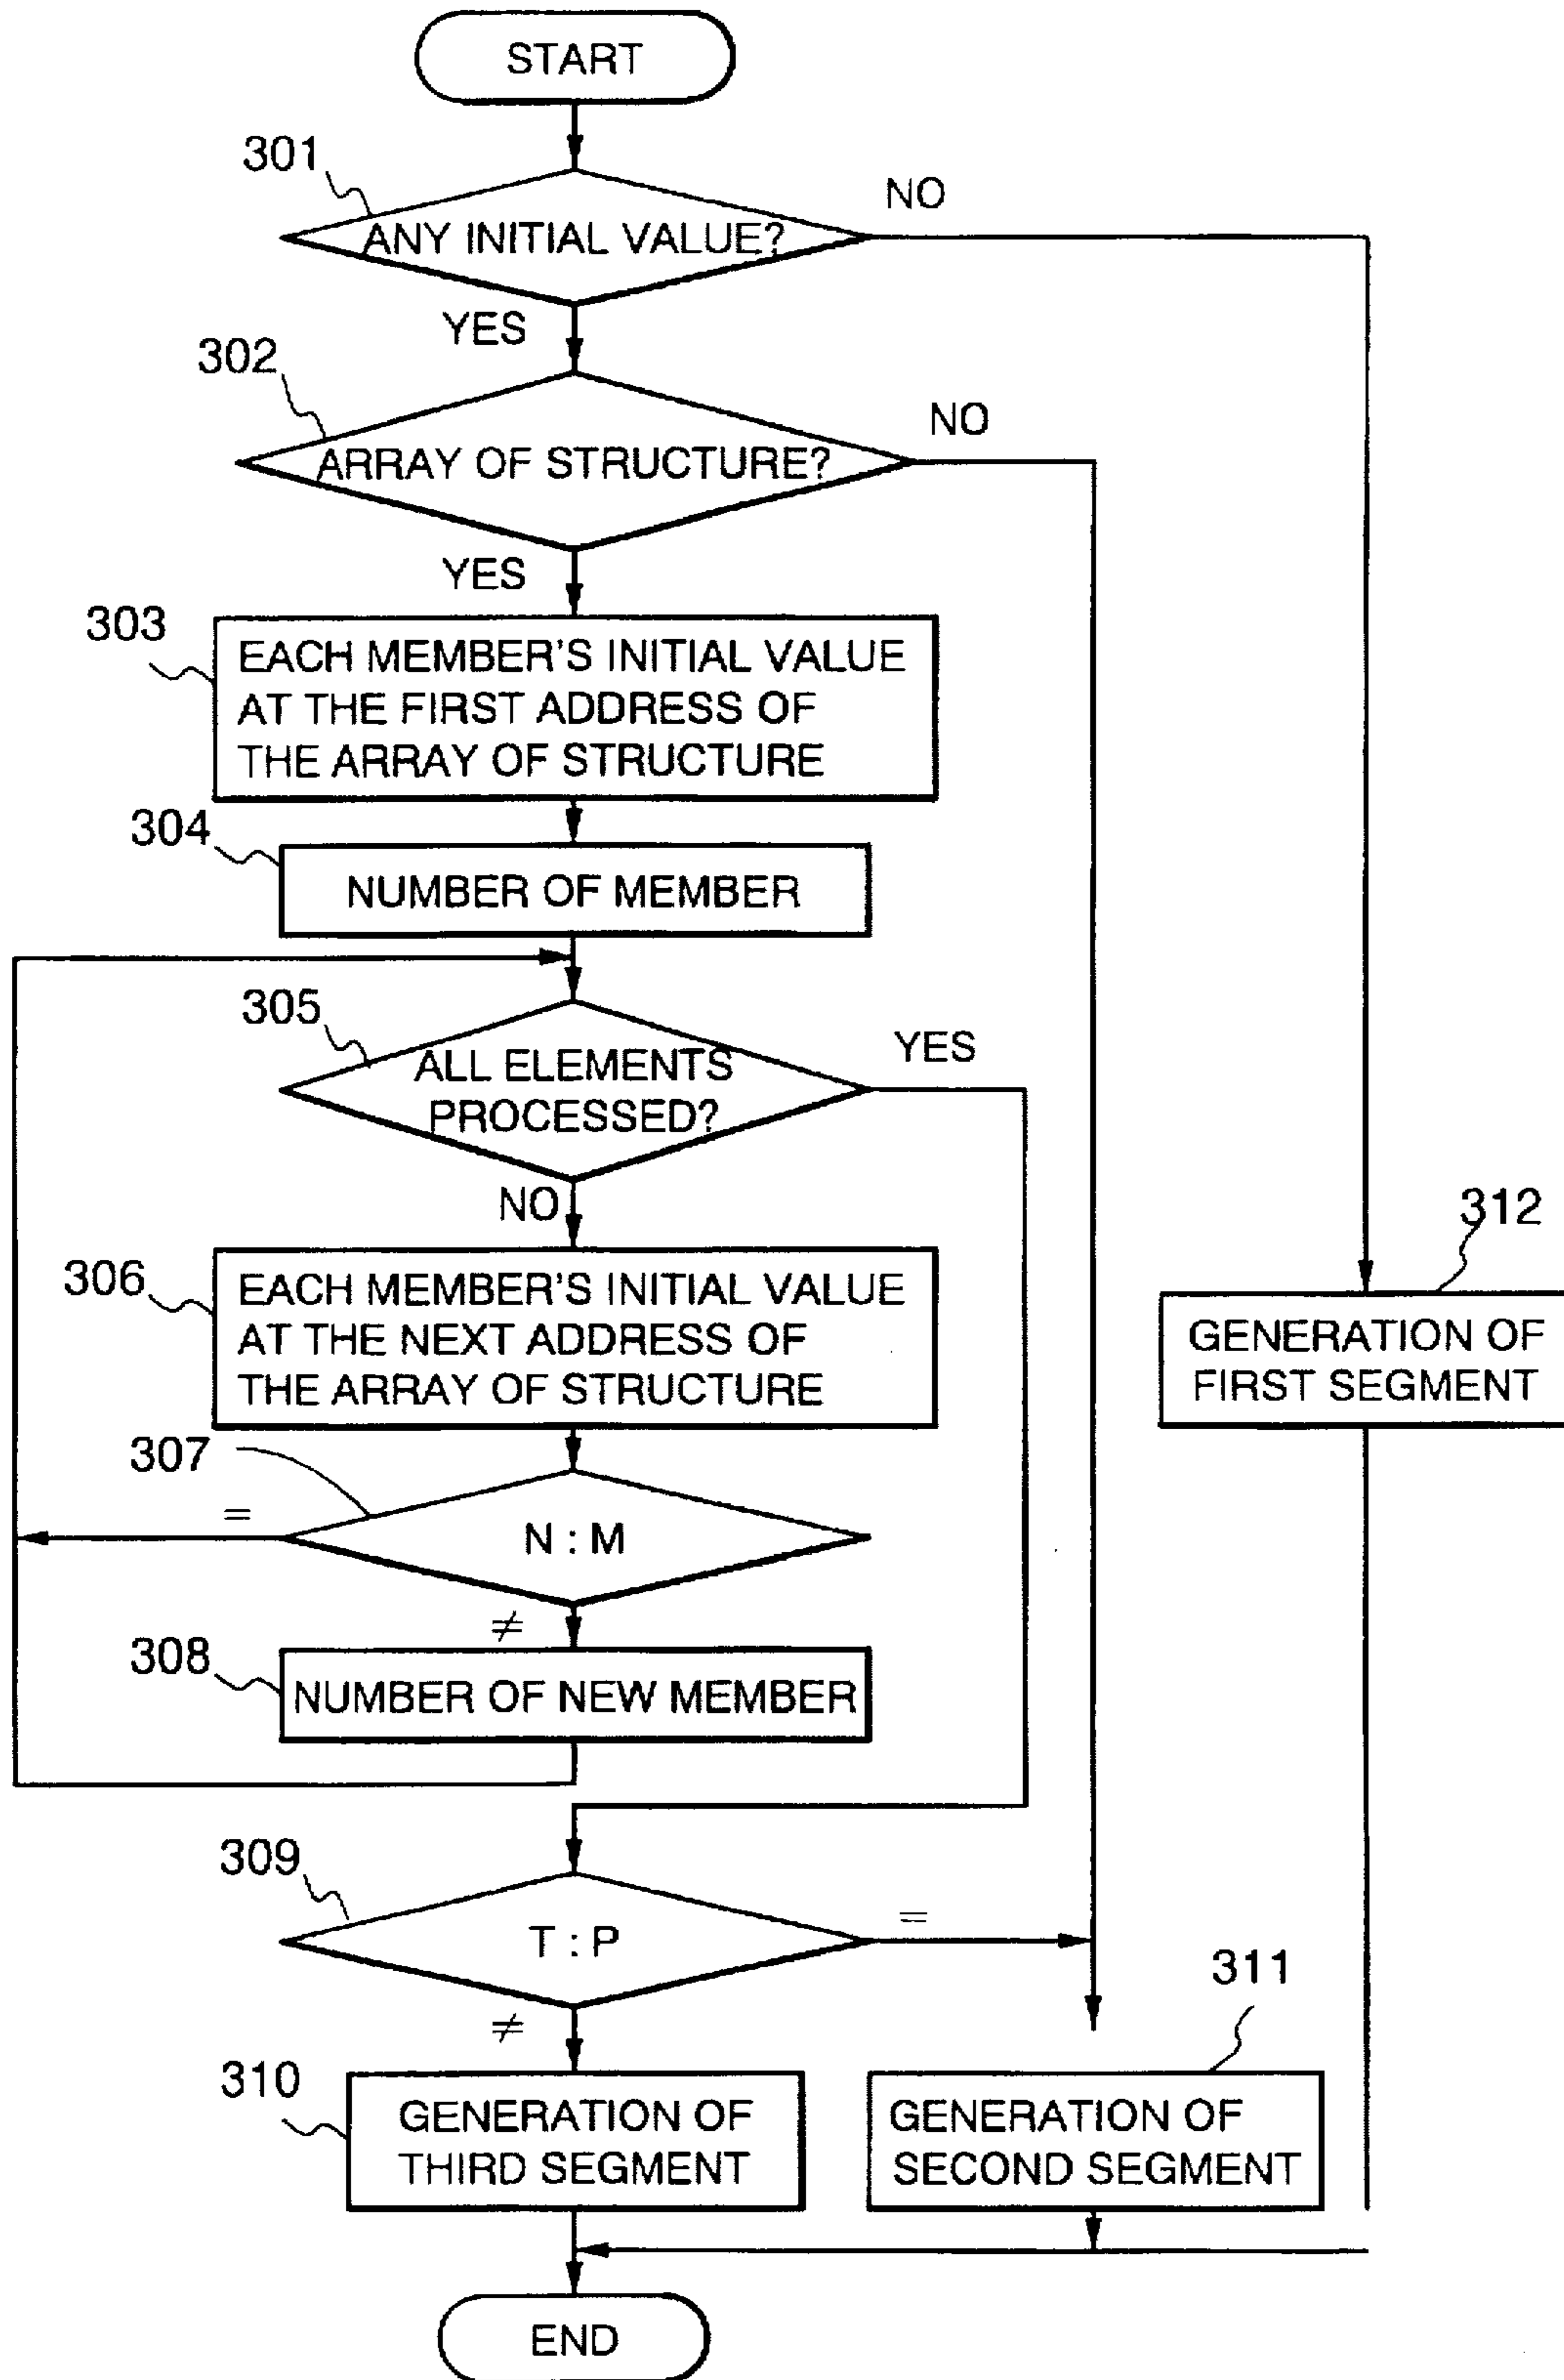 START
301
NO
ANY INITIAL VALUE?
YES
302
NO
ARRAY OF STRUCTURE?
YES
303
EACH MEMBER'S INITIAL VALUE
AT THE FIRST ADDRESS OF
THE ARRAY OF STRUCTURE
304
NUMBER OF MEMBER
305
YES
ALL ELEMENTS
PROCESSED?
NO
312
306
EACH MEMBER'S INITIAL VALUE
AT THE NEXT ADDRESS OF
THE ARRAY OF STRUCTURE
GENERATION OF
FIRST SEGMENT
307
=
N : M
≠
308
NUMBER OF NEW MEMBER
309
=
T : P
311
≠
310
GENERATION OF
THIRD SEGMENT
GENERATION OF
SECOND SEGMENT
END